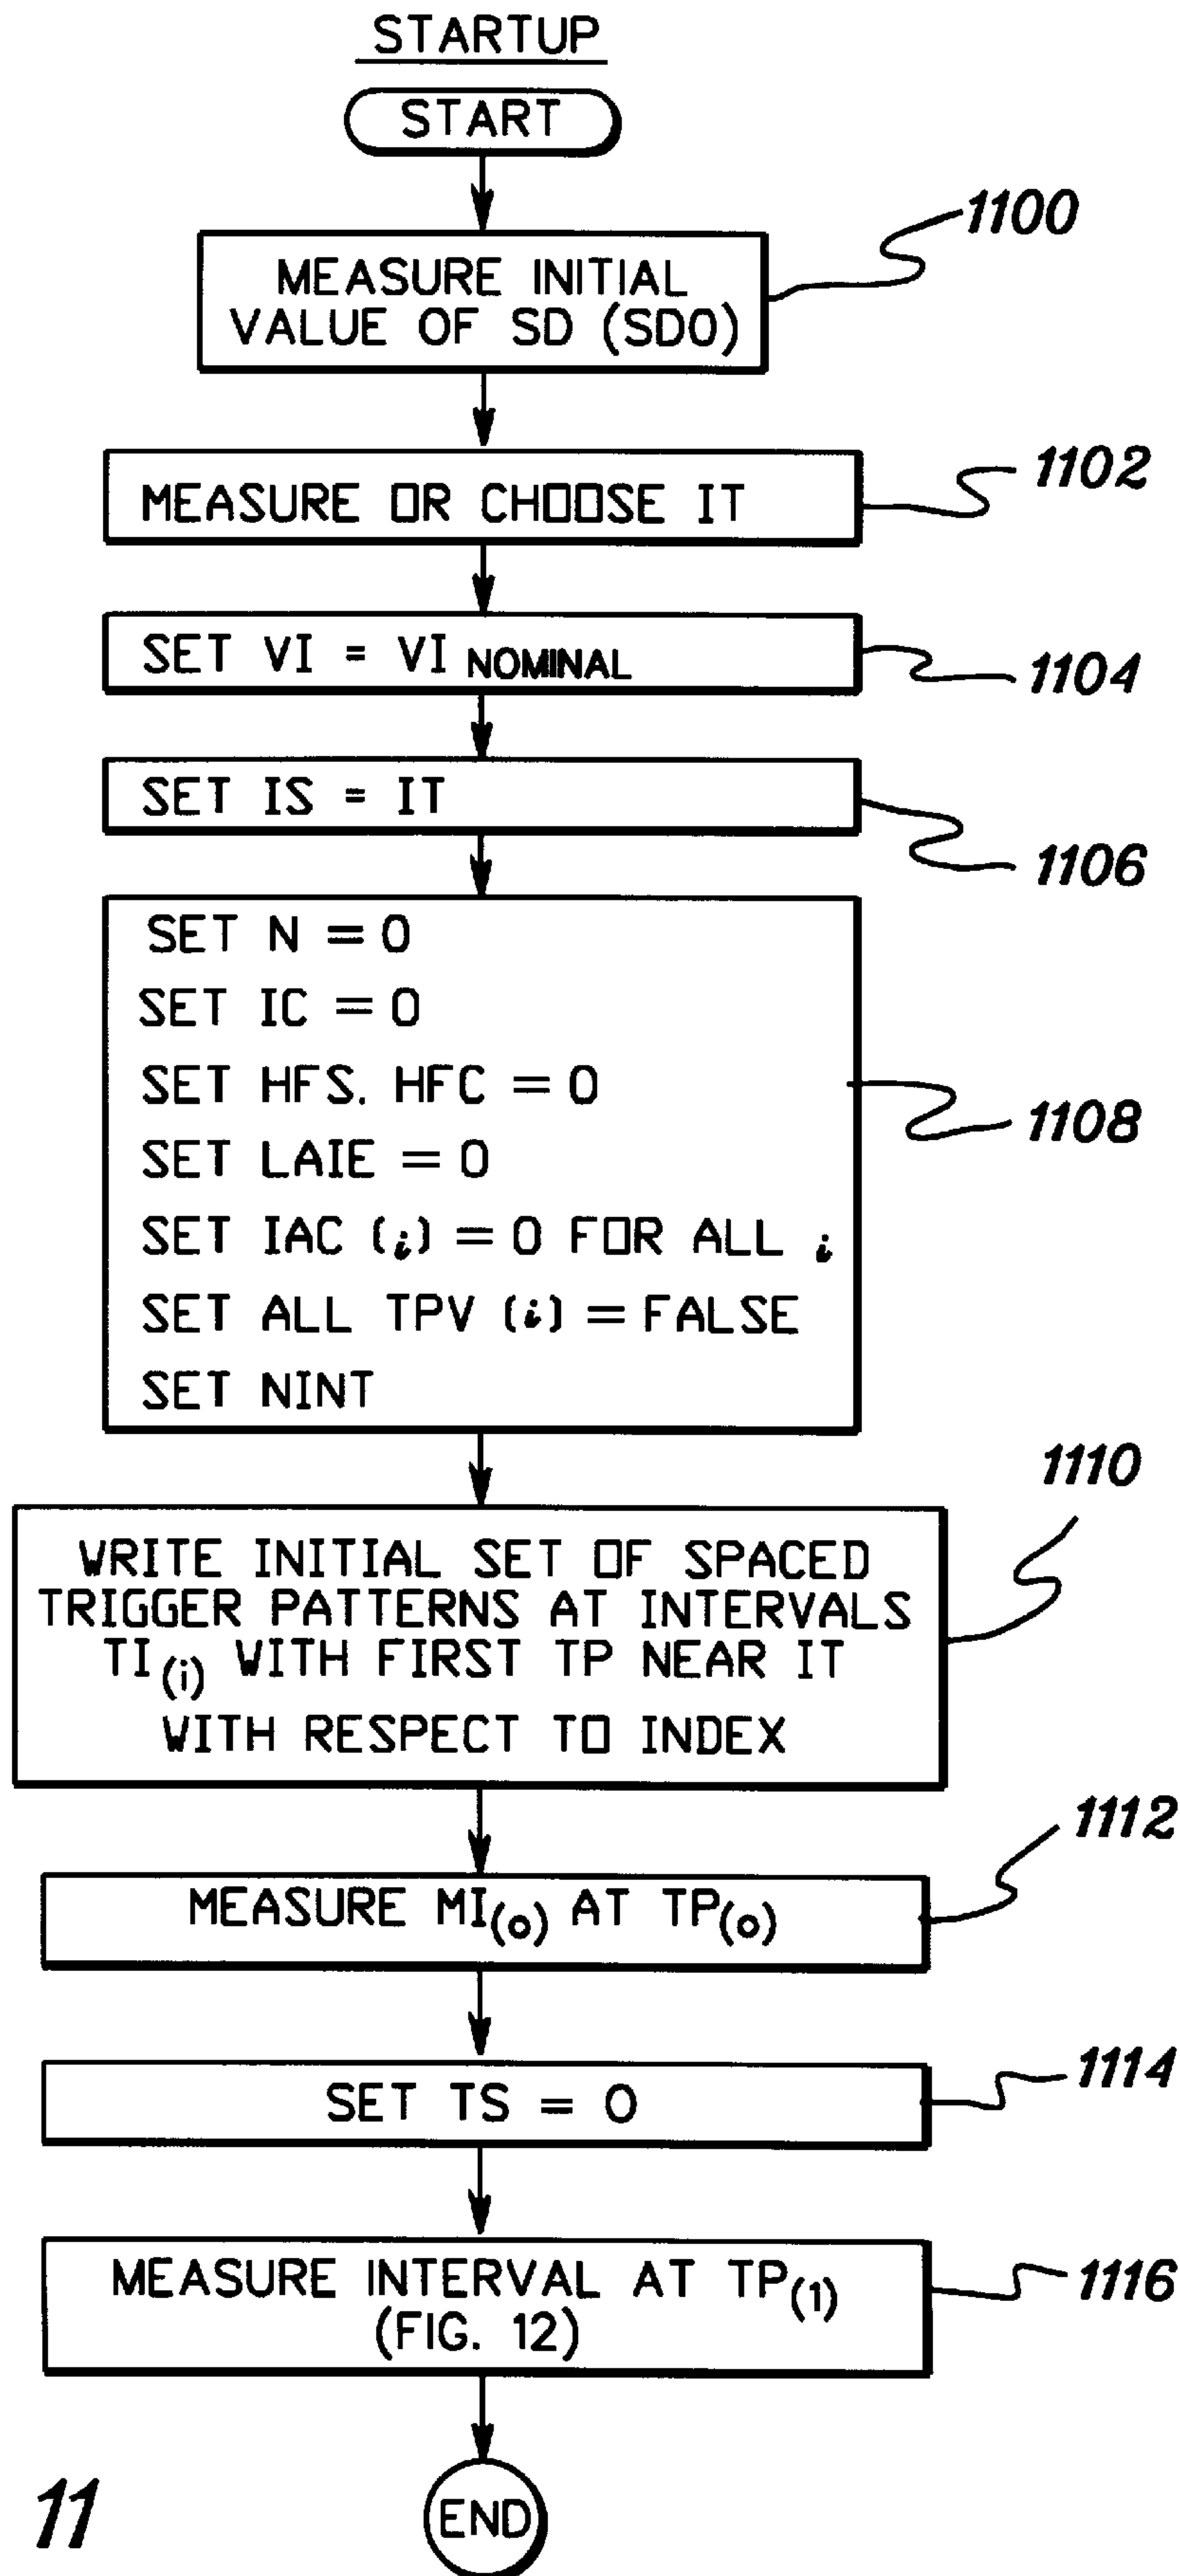 STARTUP
START
1100
MEASURE INITIAL
VALUE OF SD (SD0)
1102
MEASURE OR CHOOSE IT
SET VI = VI NOMINAL
1104
SET IS = IT
1106
SET N = 0
SET IC = 0
SET HFS. HFC = 0
1108
SET LAIE = 0
SET IAC (i) = 0 FOR ALL i
SET ALL TPV (i) = FALSE
SET NINT
1110
WRITE INITIAL SET OF SPACED
TRIGGER PATTERNS AT INTERVALS
TI(i) WITH FIRST TP NEAR IT
WITH RESPECT TO INDEX
1112
MEASURE MI(o) AT TP(o)
1114
SET TS = 0
1116
MEASURE INTERVAL AT TP(1)
(FIG. 12)
END
11